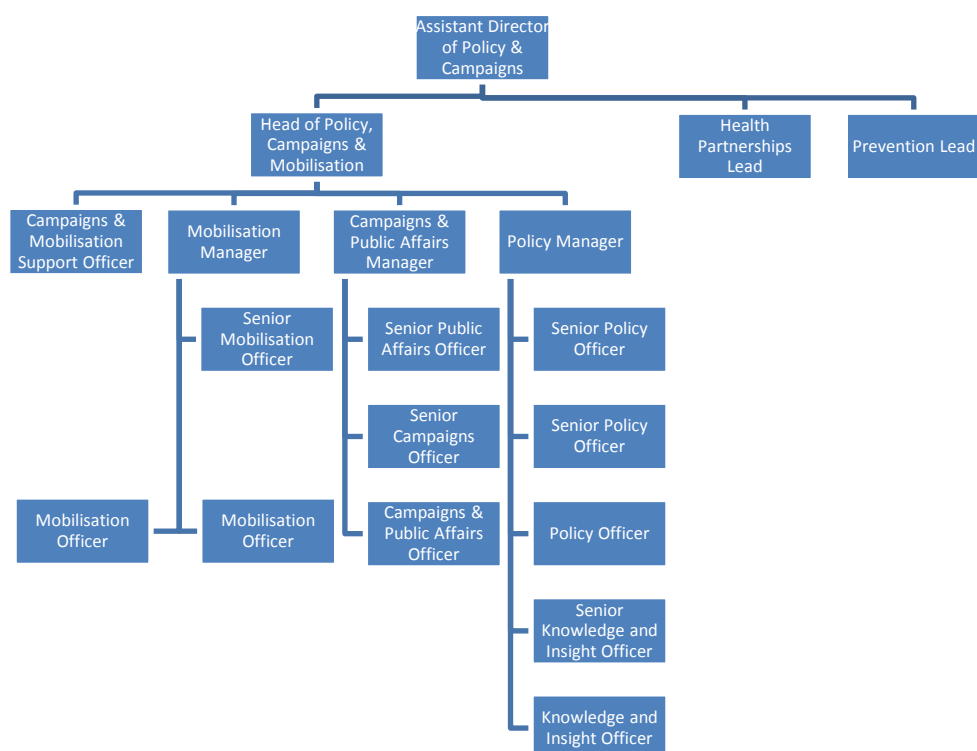 Assistant Director
of Policy &
Campaigns
Head of Policy,
Campaigns &
Mobilisation
Health
Partnerships
Lead
Prevention Lead
Campaigns &
Mobilisation
Support Officer
Mobilisation
Manager
Campaigns &
Public Affairs
Manager
Policy Manager
Senior
Mobilisation
Officer
Senior Public
Affairs Officer
Senior Policy
Officer
Senior
Campaigns
Officer
Senior Policy
Officer
Mobilisation
Officer
Mobilisation
Officer
Campaigns &
Public Affairs
Officer
Policy Officer
Senior
Knowledge and
Insight Officer
Knowledge and
Insight Officer